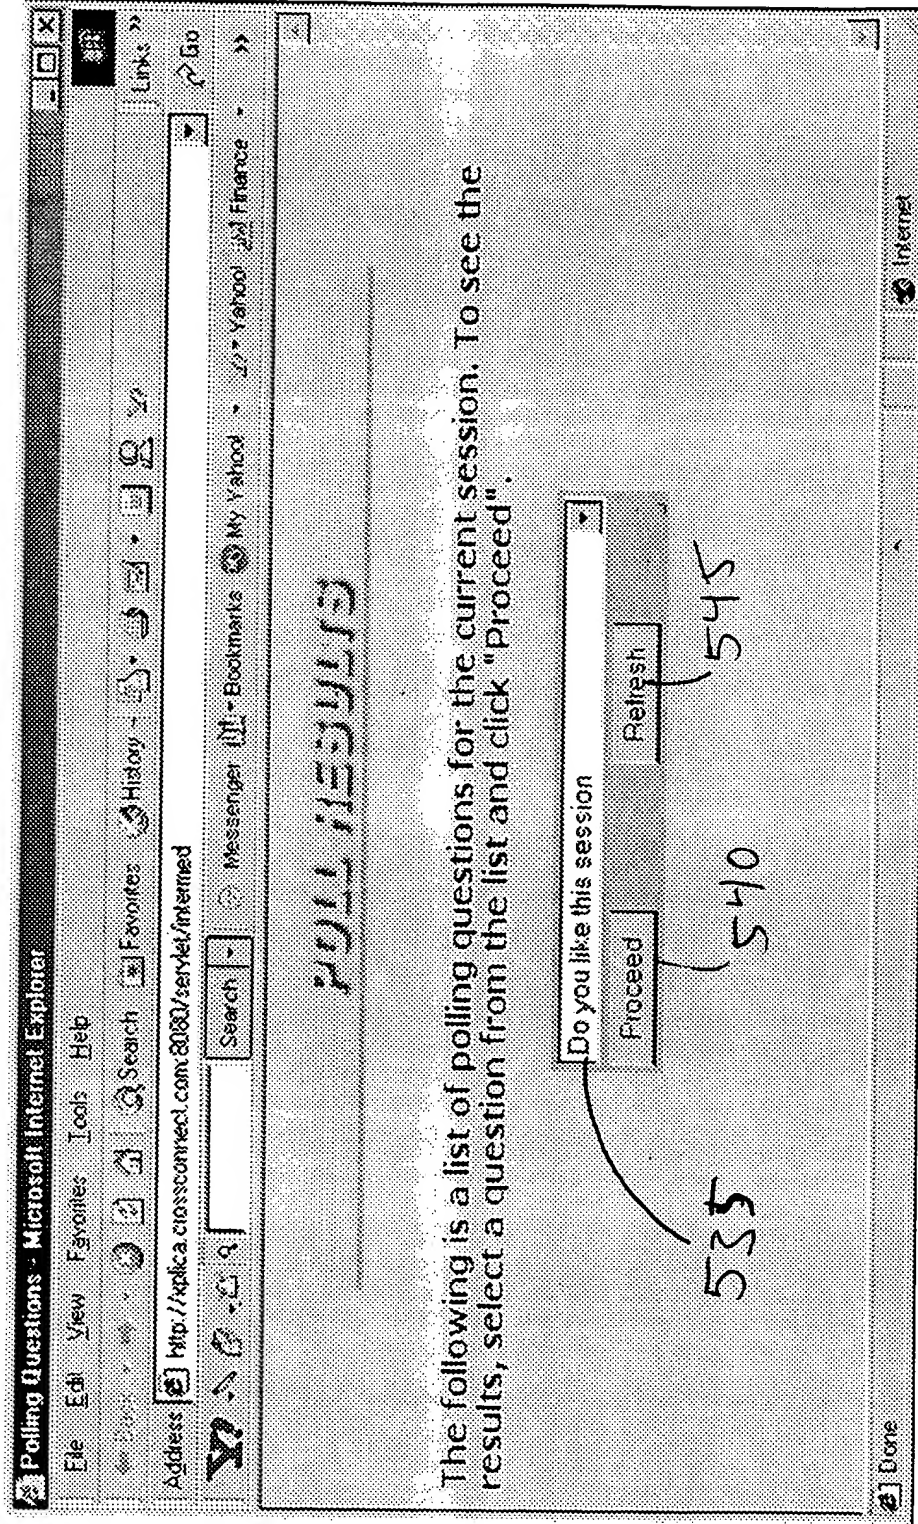 Polling Questions - Microsoft Internet Explorer
File Edit View Favorites Tools Help
Back Search Favorites History
Links »
Address http://xplica.crossconnect.com:8080/servlet/intermed Go
Y! Search Messenger Bookmarks My Yahoo! Yahoo! Finance »
POLL RESULTS
The following is a list of polling questions for the current session. To see the
results, select a question from the list and click "Proceed".
Do you like this session
Proceed Refresh
535 540 545
Done Internet